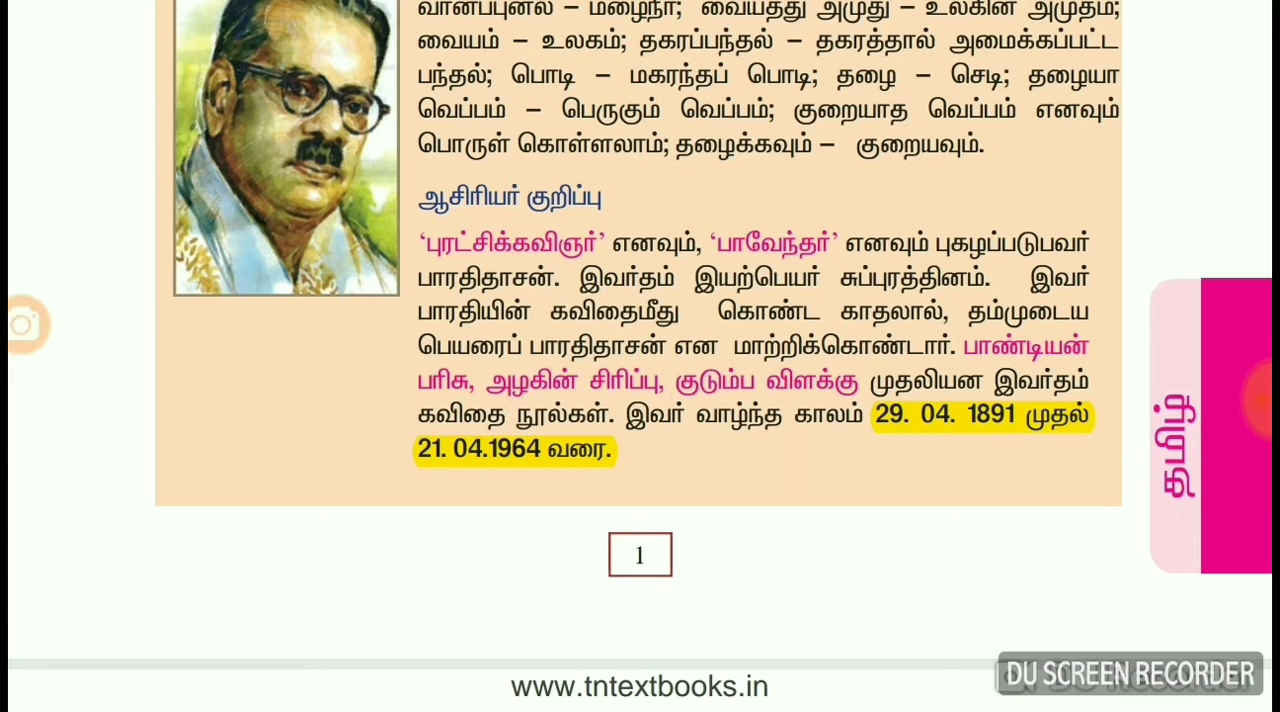 வானப்புனல் – மழைநீர்; வையத்து அமுது – உலகின் அமுதம்;
வையம் – உலகம்; தகரப்பந்தல் – தகரத்தால் அமைக்கப்பட்ட
பந்தல்; பொடி – மகரந்தப் பொடி; தழை – செடி; தழையா
வெப்பம் – பெருகும் வெப்பம்; குறையாத வெப்பம் எனவும்
பொருள் கொள்ளலாம்; தழைக்கவும் – குறையவும்.
ஆசிரியர் குறிப்பு
‘புரட்சிக்கவிஞர்’ எனவும், ‘பாவேந்தர்’ எனவும் புகழப்படுபவர்
பாரதிதாசன். இவர்தம் இயற்பெயர் சுப்புரத்தினம். இவர்
பாரதியின் கவிதைமீது கொண்ட காதலால், தம்முடைய
பெயரைப் பாரதிதாசன் என மாற்றிக்கொண்டார். பாண்டியன்
பரிசு, அழகின் சிரிப்பு, குடும்ப விளக்கு முதலியன இவர்தம்
கவிதை நூல்கள். இவர் வாழ்ந்த காலம் 29. 04. 1891 முதல்
21. 04.1964 வரை.
தமிழ்
1
www.tntextbooks.in
DU SCREEN RECORDER